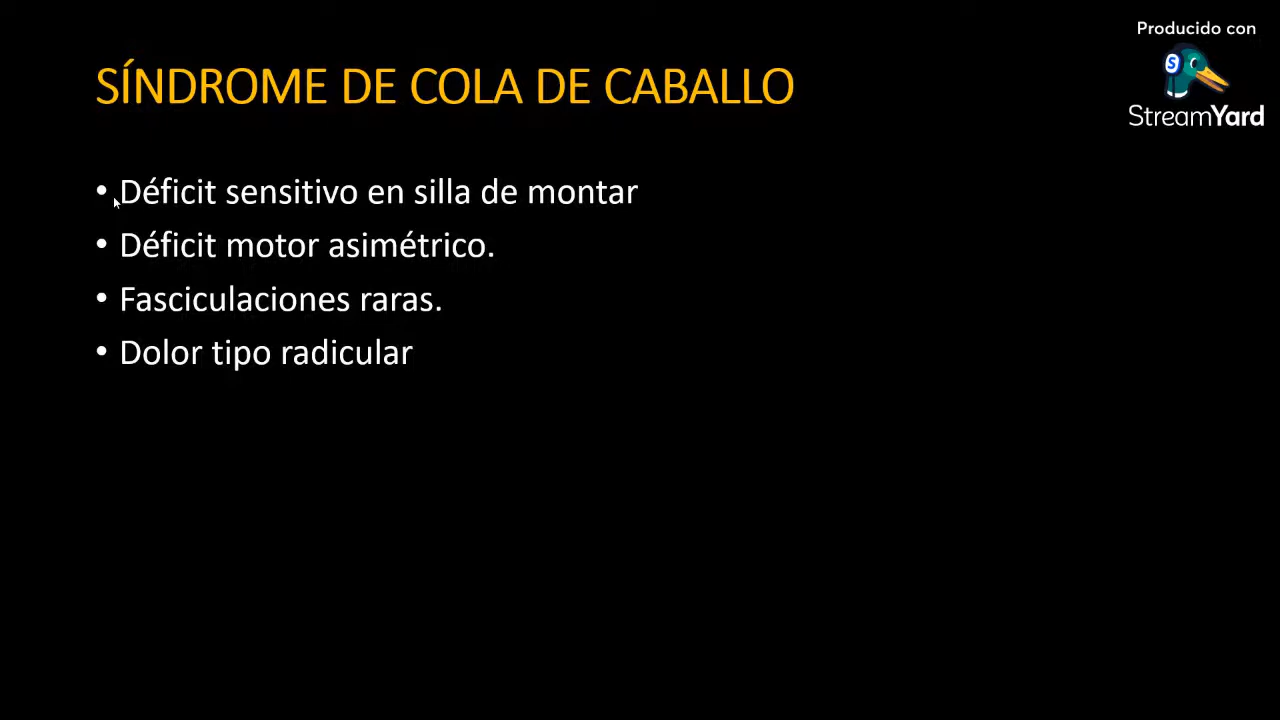 Producido con
StreamYard
SÍNDROME DE COLA DE CABALLO
• Déficit sensitivo en silla de montar
• Déficit motor asimétrico.
• Fasciculaciones raras.
• Dolor tipo radicular